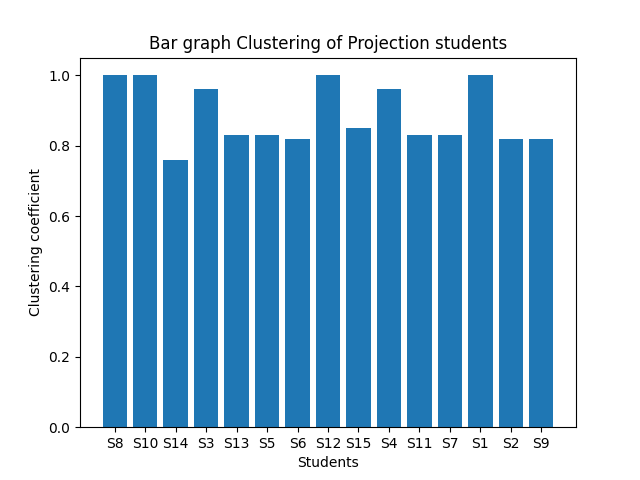 Bar graph Clustering of Projection students
Clustering coefficient
1.0
0.8
0.6
0.4
0.2
0.0
S8 S10 S14 S3 S13 S5 S6 S12 S15 S4 S11 S7 S1 S2 S9
Students